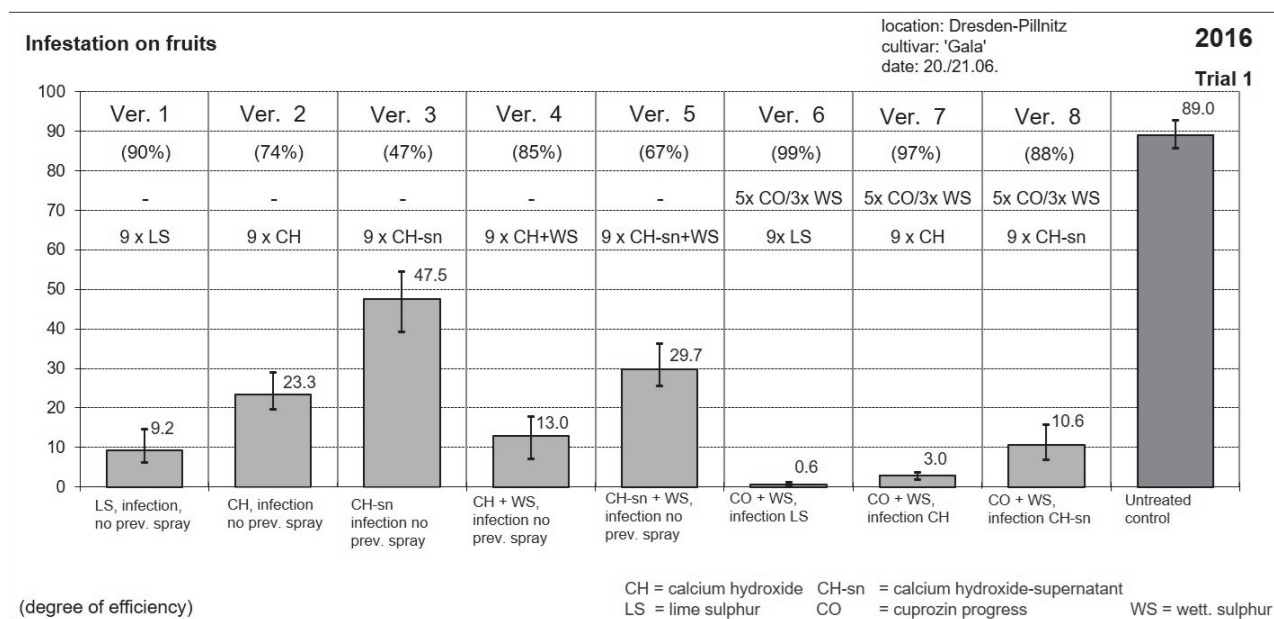 Infestation on fruits
location: Dresden-Pillnitz
cultivar: 'Gala'
date: 20./21.06.
2016
Trial 1
100
90
80
70
60
50
40
30
20
10
0
Ver. 1
Ver. 2
Ver. 3
Ver. 4
Ver. 5
Ver. 6
Ver. 7
Ver. 8
(90%)
(74%)
(47%)
(85%)
(67%)
(99%)
(97%)
(88%)
-
-
-
-
-
5x CO/3x WS
5x CO/3x WS
5x CO/3x WS
9 x LS
9 x CH
9 x CH-sn
9 x CH+WS
9 x CH-sn+WS
9x LS
9 x CH
9 x CH-sn
9.2
23.3
47.5
13.0
29.7
0.6
3.0
10.6
89.0
LS, infection,
no prev. spray
CH, infection
no prev. spray
CH-sn
infection no
prev. spray
CH + WS,
infection no
prev. spray
CH-sn + WS,
infection no
prev. spray
CO + WS,
infection LS
CO + WS,
infection CH
CO + WS,
infection CH-sn
Untreated
control
(degree of efficiency)
CH = calcium hydroxide CH-sn = calcium hydroxide-supernatant
LS = lime sulphur CO = cuprozin progress WS = wett. sulphur